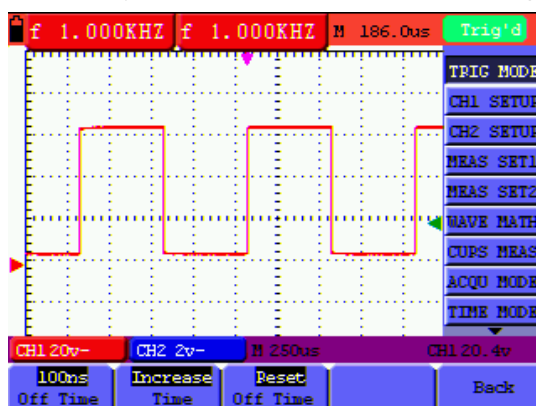 f 1.000KHZ f 1.000KHZ M 186.0us Trig'd
TRIG MODE
CH1 SETUP
CH2 SETUP
MEAS SET1
MEAS SET2
WAVE MATH
CURS MEAS
ACQU MODE
TIME MODE
CH1 20v~ CH2 2v~ M 250us CH1 20.4v
100ns Increase Reset
Off Time Time Off Time Back